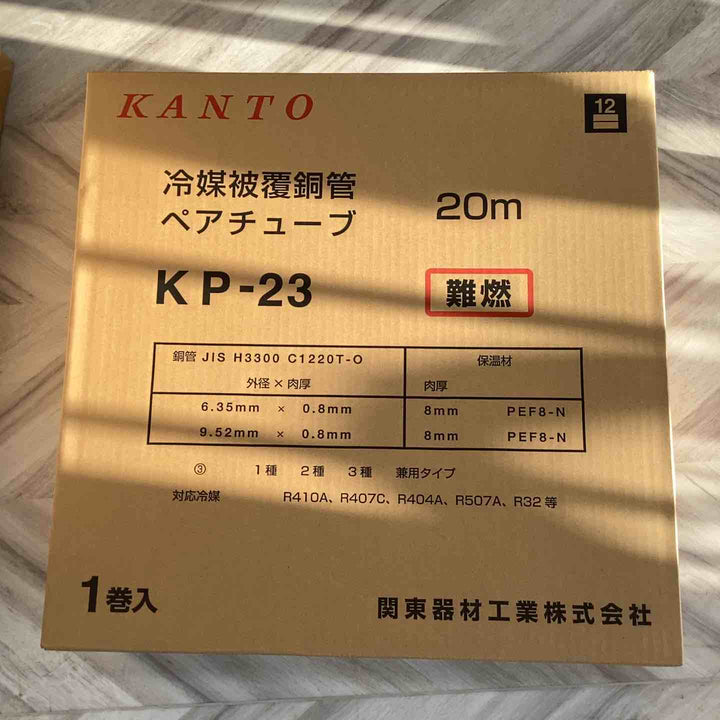 KANTO
12
冷媒被覆銅管
ペアチューブ
20m
KP-23
難燃
銅管 JIS H3300 C1220T-O
外径×肉厚
保温材
肉厚
6.35mm × 0.8mm 8mm PEF8-N
9.52mm × 0.8mm 8mm PEF8-N
③ 1種 2種 3種 兼用タイプ
対応冷媒 R410A、R407C、R404A、R507A、R32等
1巻入
関東器材工業株式会社